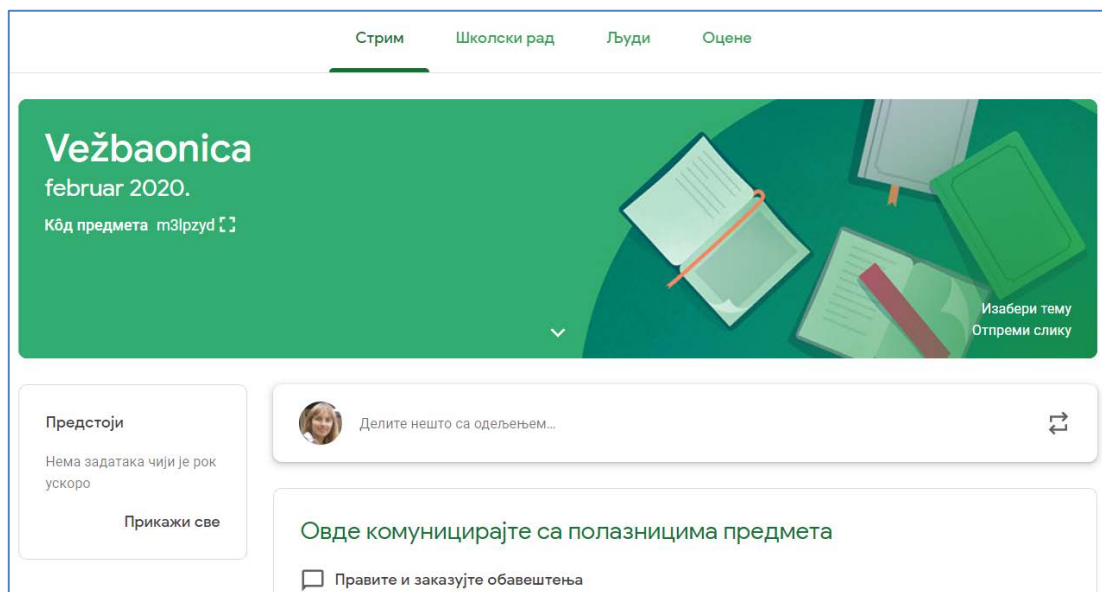 Стрим Школски рад Људи Оцене
Vežbaonica
februar 2020.
Кôд предмета m3lpzyd
Изабери тему
Отпреми слику
Предстоји
Нема задатака чији је рок
ускоро
Прикажи све
Делите нешто са одељењем...
Овде комуницирајте са полазницима предмета
Правите и заказујте обавештења